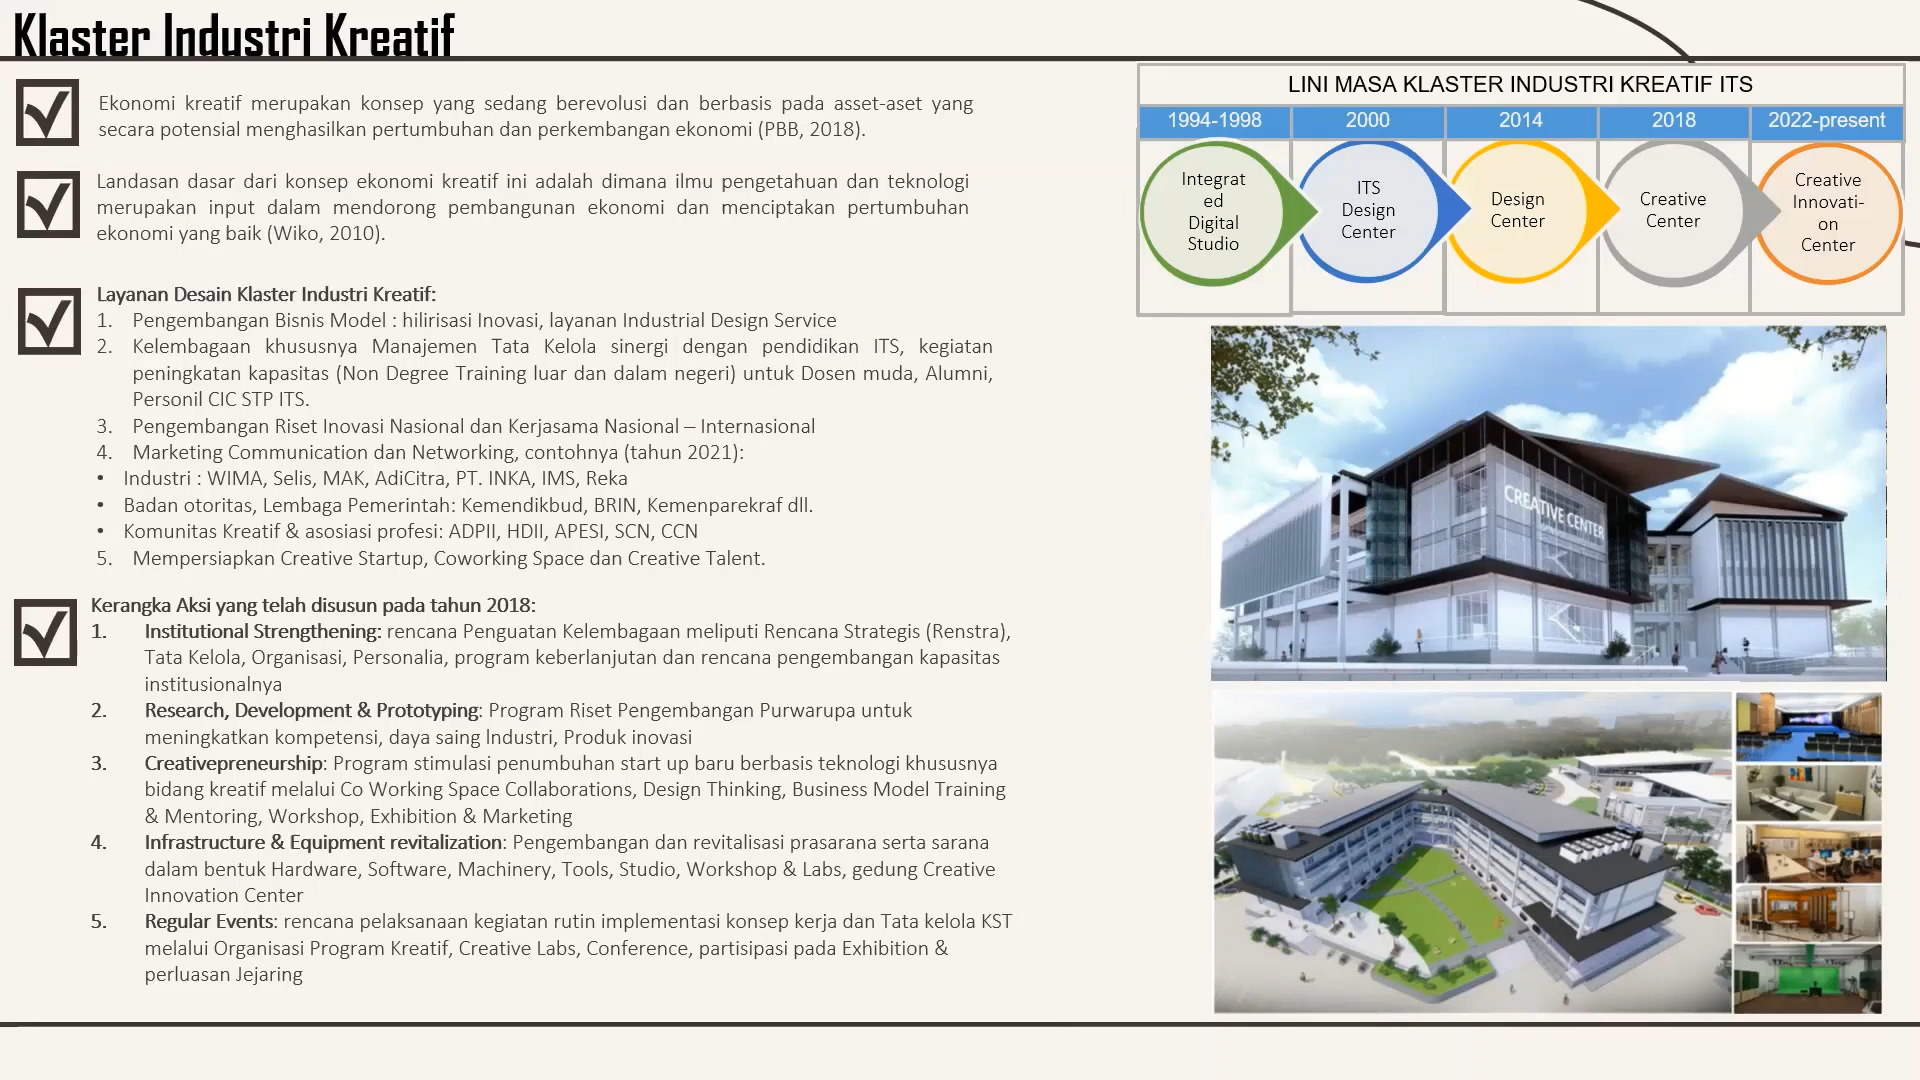 Klaster Industri Kreatif
Ekonomi kreatif merupakan konsep yang sedang berevolusi dan berbasis pada asset-aset yang
secara potensial menghasilkan pertumbuhan dan perkembangan ekonomi (PBB, 2018).
Landasan dasar dari konsep ekonomi kreatif ini adalah dimana ilmu pengetahuan dan teknologi
merupakan input dalam mendorong pembangunan ekonomi dan menciptakan pertumbuhan
ekonomi yang baik (Wiko, 2010).
Layanan Desain Klaster Industri Kreatif:
1. Pengembangan Bisnis Model : hilirisasi Inovasi, layanan Industrial Design Service
2. Kelembagaan khususnya Manajemen Tata Kelola sinergi dengan pendidikan ITS, kegiatan
peningkatan kapasitas (Non Degree Training luar dan dalam negeri) untuk Dosen muda, Alumni,
Personil CIC STP ITS.
3. Pengembangan Riset Inovasi Nasional dan Kerjasama Nasional – Internasional
4. Marketing Communication dan Networking, contohnya (tahun 2021):
• Industri : WIMA, Selis, MAK, AdiCitra, PT. INKA, IMS, Reka
• Badan otoritas, Lembaga Pemerintah: Kemendikbud, BRIN, Kemenparekraf dll.
• Komunitas Kreatif & asosiasi profesi: ADPII, HDII, APESI, SCN, CCN
5. Mempersiapkan Creative Startup, Coworking Space dan Creative Talent.
Kerangka Aksi yang telah disusun pada tahun 2018:
1. Institutional Strengthening: rencana Penguatan Kelembagaan meliputi Rencana Strategis (Renstra),
Tata Kelola, Organisasi, Personalia, program keberlanjutan dan rencana pengembangan kapasitas
institusionalnya
2. Research, Development & Prototyping: Program Riset Pengembangan Purwarupa untuk
meningkatkan kompetensi, daya saing Industri, Produk inovasi
3. Creativepreneurship: Program stimulasi penumbuhan start up baru berbasis teknologi khususnya
bidang kreatif melalui Co Working Space Collaborations, Design Thinking, Business Model Training
& Mentoring, Workshop, Exhibition & Marketing
4. Infrastructure & Equipment revitalization: Pengembangan dan revitalisasi prasarana serta sarana
dalam bentuk Hardware, Software, Machinery, Tools, Studio, Workshop & Labs, gedung Creative
Innovation Center
5. Regular Events: rencana pelaksanaan kegiatan rutin implementasi konsep kerja dan Tata kelola KST
melalui Organisasi Program Kreatif, Creative Labs, Conference, partisipasi pada Exhibition &
perluasan Jejaring
LINI MASA KLASTER INDUSTRI KREATIF ITS
1994-1998 2000 2014 2018 2022-present
Integrat
ed
Digital
Studio
ITS
Design
Center
Design
Center
Creative
Center
Creative
Innovati-
on
Center
CREATIVE CENTER